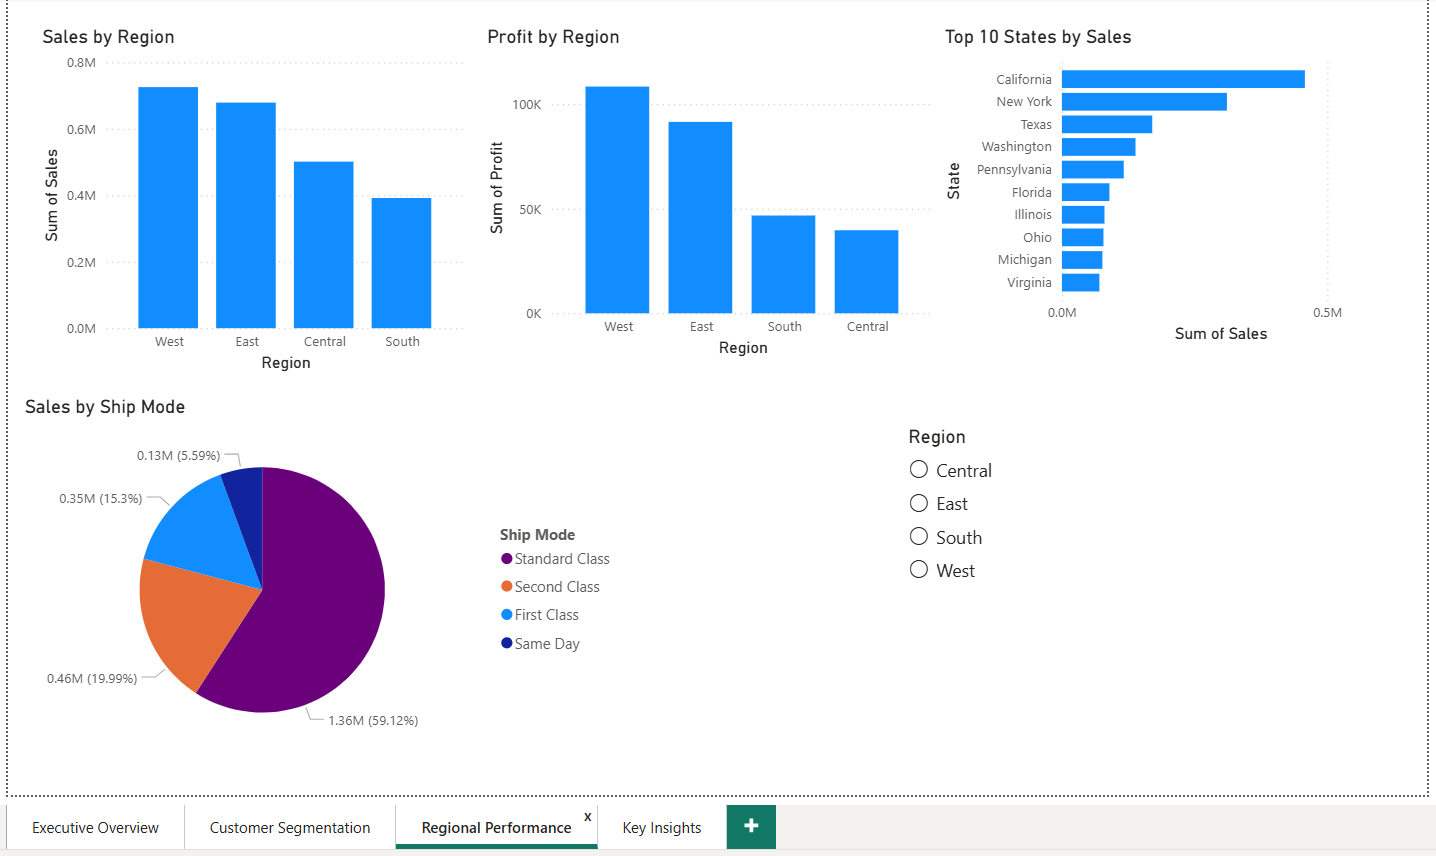 Sales by Region
0.8M
0.6M
0.4M
0.2M
0.0M
Sum of Sales
West East Central South
Region
Profit by Region
100K
50K
0K
Sum of Profit
West East South Central
Region
Top 10 States by Sales
State
California
New York
Texas
Washington
Pennsylvania
Florida
Illinois
Ohio
Michigan
Virginia
0.0M 0.5M
Sum of Sales
Sales by Ship Mode
0.13M (5.59%)
0.35M (15.3%)
0.46M (19.99%)
1.36M (59.12%)
Ship Mode
Standard Class
Second Class
First Class
Same Day
Region
Central
East
South
West
Executive Overview Customer Segmentation Regional Performance x Key Insights +